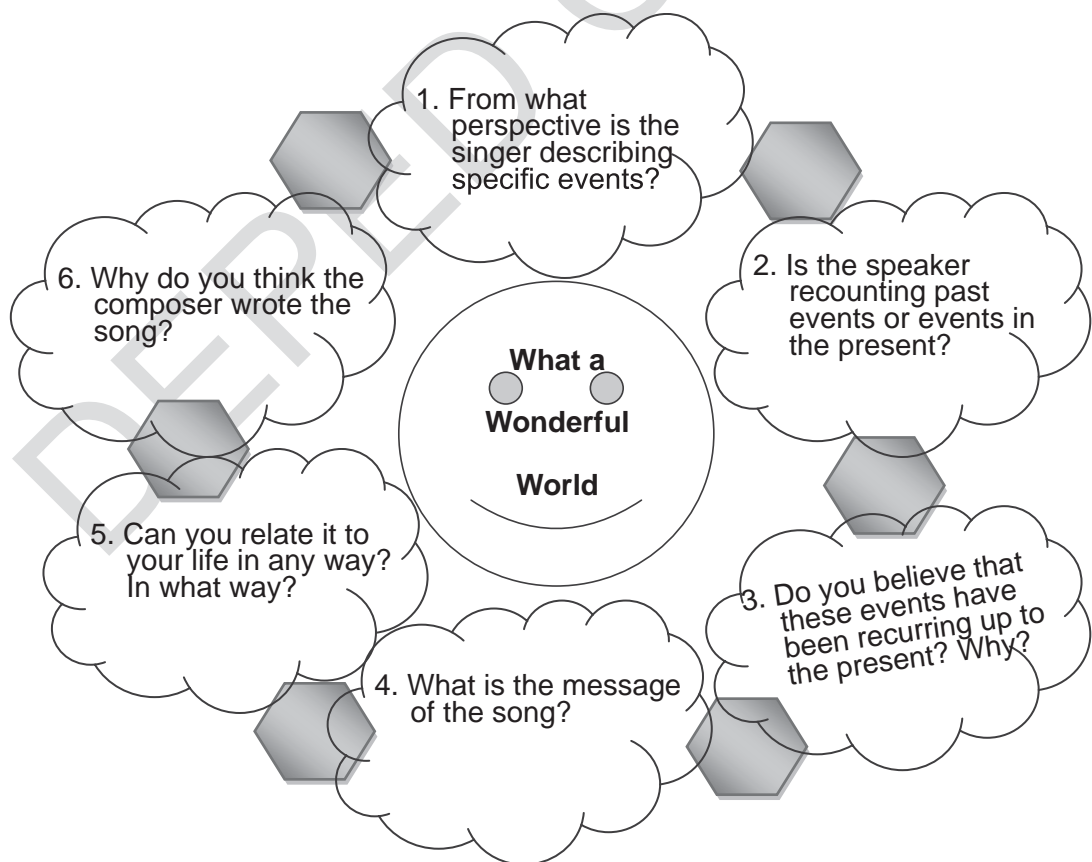 1. From what
perspective is the
singer describing
specific events?
2. Is the speaker
recounting past
events or events in
the present?
3. Do you believe that
these events have
been recurring up to
the present? Why?
4. What is the message
of the song?
5. Can you relate it to
your life in any way?
In what way?
6. Why do you think the
composer wrote the
song?
What a
Wonderful
World
DEPED C